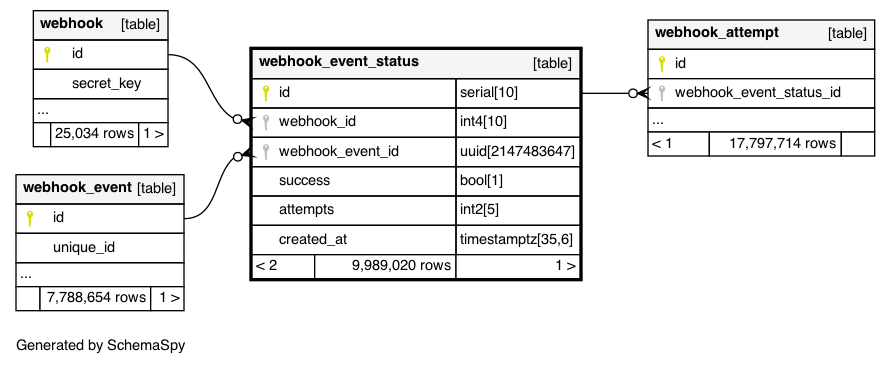 webhook [table]
id
secret_key
...
25,034 rows 1 >
webhook_event [table]
id
unique_id
...
7,788,654 rows 1 >
webhook_event_status [table]
id serial[10]
webhook_id int4[10]
webhook_event_id uuid[2147483647]
success bool[1]
attempts int2[5]
created_at timestamptz[35,6]
< 2 9,989,020 rows 1 >
webhook_attempt [table]
id
webhook_event_status_id
...
< 1 17,797,714 rows
Generated by SchemaSpy